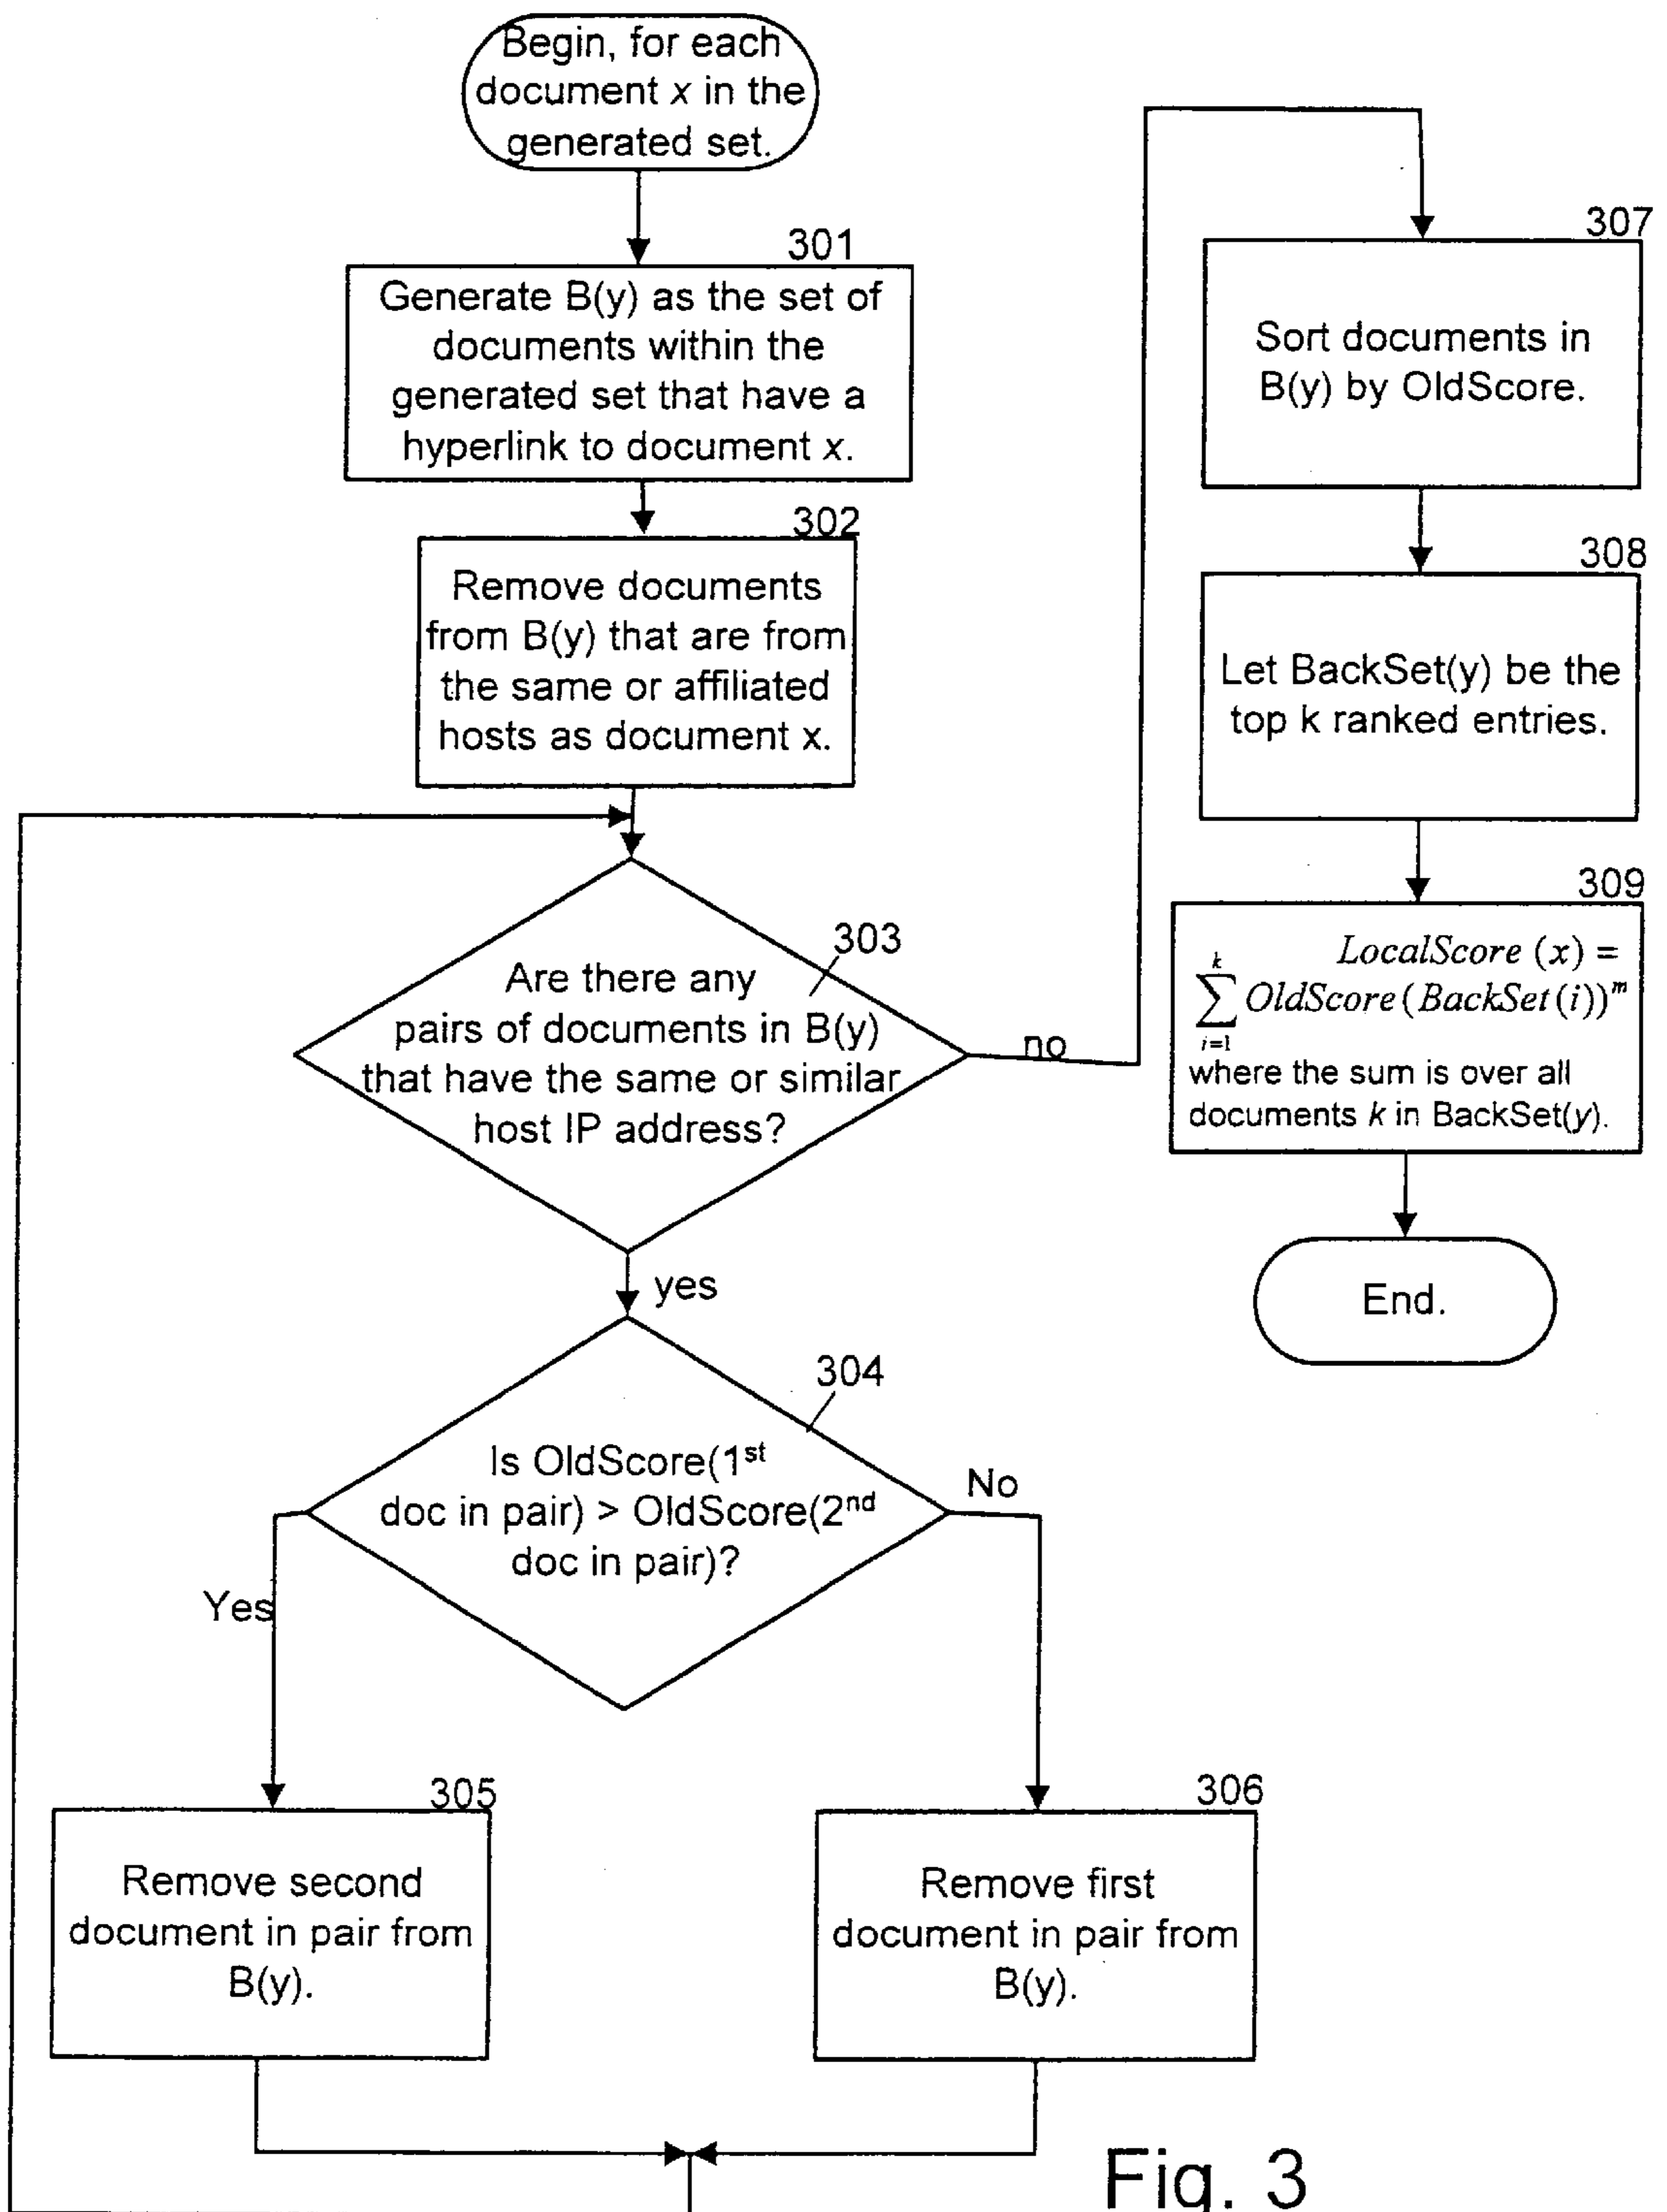 Begin, for each
document x in the
generated set.
301
Generate B(y) as the set of
documents within the
generated set that have a
hyperlink to document x.
302
Remove documents
from B(y) that are from
the same or affiliated
hosts as document x.
303
Are there any
pairs of documents in B(y)
that have the same or similar
host IP address?
no
yes
304
Is OldScore(1st
doc in pair) > OldScore(2nd
doc in pair)?
Yes
No
305
Remove second
document in pair from
B(y).
306
Remove first
document in pair from
B(y).
307
Sort documents in
B(y) by OldScore.
308
Let BackSet(y) be the
top k ranked entries.
309
LocalScore (x) =
k
∑ OldScore(BackSet(i))^m
i=1
where the sum is over all
documents k in BackSet(y).
End.
Fig. 3